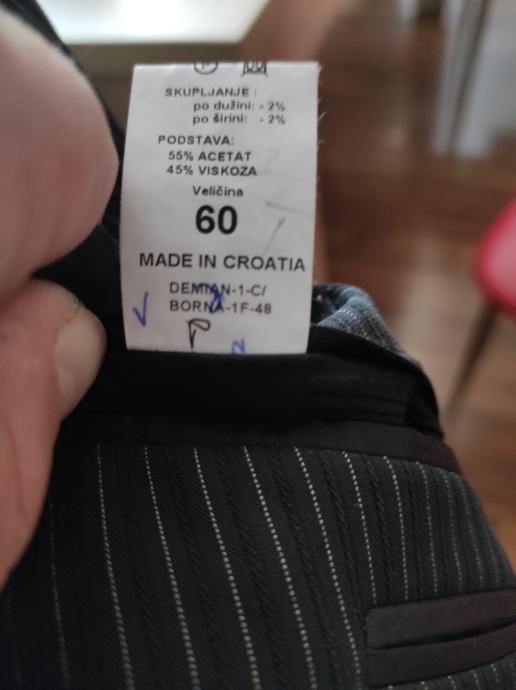 SKUPLJANJE :
po dužini: - 2%
po širini: - 2%
PODSTAVA:
55% ACETAT
45% VISKOZA
Veličina
60
MADE IN CROATIA
DEMIAN-1-C/
BORNA-1F-48